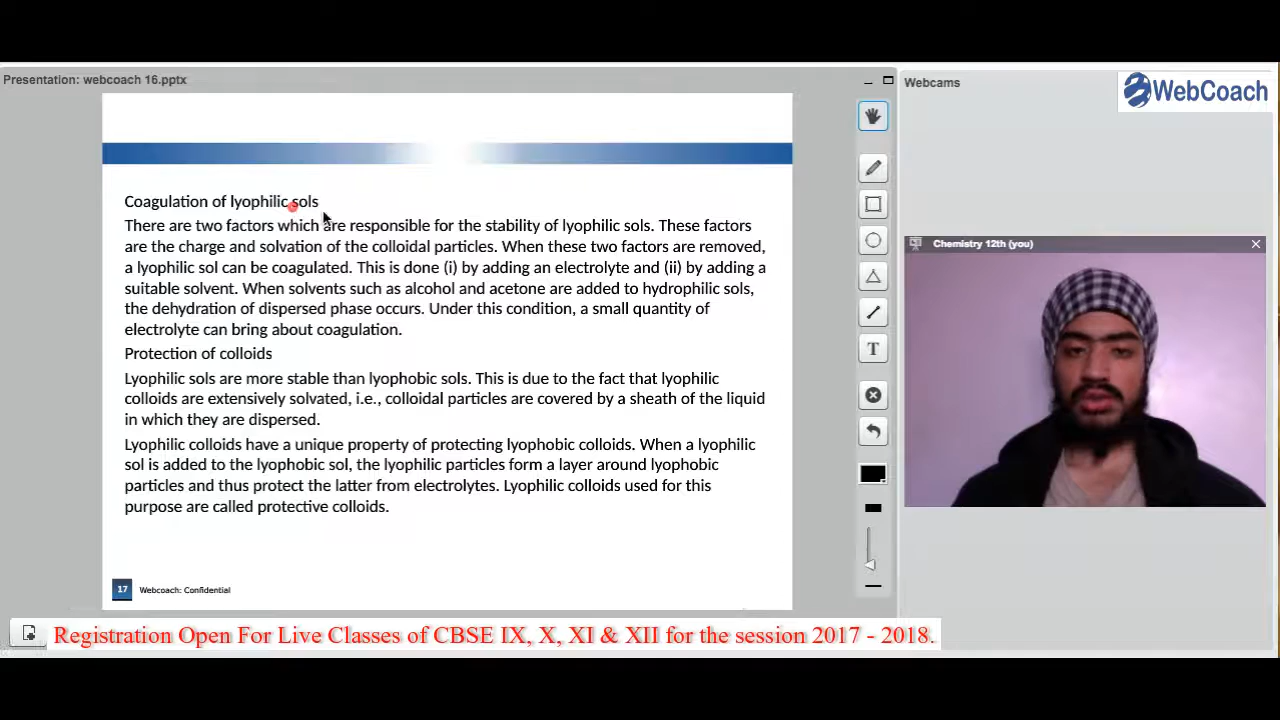 Presentation: webcoach 16.pptx
Webcams
WebCoach
Coagulation of lyophilic sols
There are two factors which are responsible for the stability of lyophilic sols. These factors
are the charge and solvation of the colloidal particles. When these two factors are removed,
a lyophilic sol can be coagulated. This is done (i) by adding an electrolyte and (ii) by adding a
suitable solvent. When solvents such as alcohol and acetone are added to hydrophilic sols,
the dehydration of dispersed phase occurs. Under this condition, a small quantity of
electrolyte can bring about coagulation.
Protection of colloids
Lyophilic sols are more stable than lyophobic sols. This is due to the fact that lyophilic
colloids are extensively solvated, i.e., colloidal particles are covered by a sheath of the liquid
in which they are dispersed.
Lyophilic colloids have a unique property of protecting lyophobic colloids. When a lyophilic
sol is added to the lyophobic sol, the lyophilic particles form a layer around lyophobic
particles and thus protect the latter from electrolytes. Lyophilic colloids used for this
purpose are called protective colloids.
17 Webcoach: Confidential
T
Chemistry 12th (you)
Registration Open For Live Classes of CBSE IX, X, XI & XII for the session 2017 - 2018.